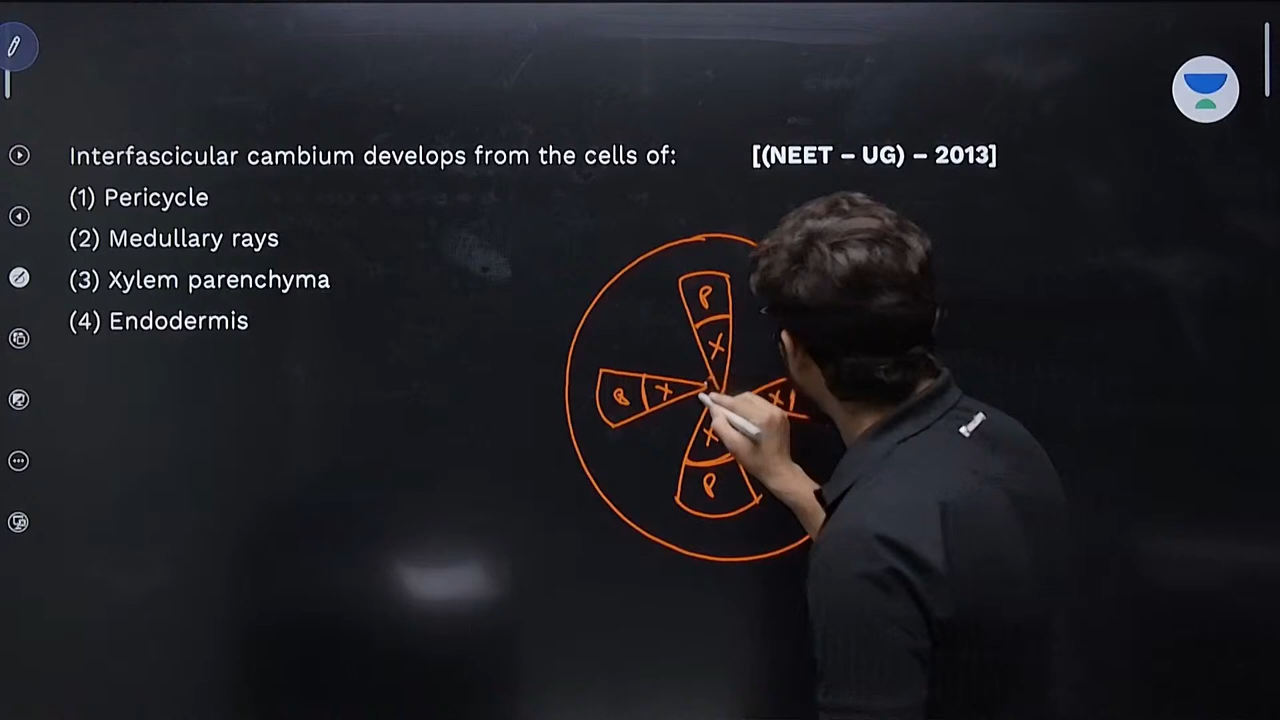 Interfascicular cambium develops from the cells of: [(NEET – UG) – 2013]
(1) Pericycle
(2) Medullary rays
(3) Xylem parenchyma
(4) Endodermis
P
X
P X X
X
P